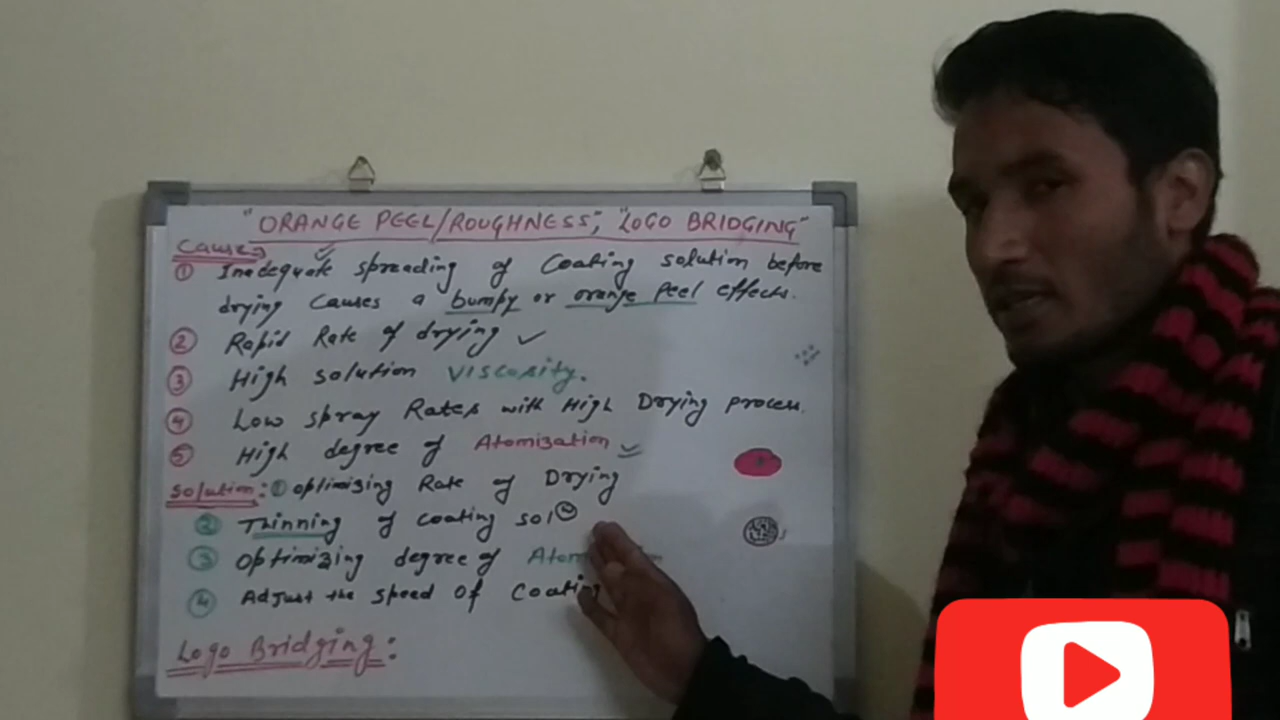 "ORANGE PEEL/ROUGHNESS", "LOGO BRIDGING"
Causes
① Inadequate spreading of Coating solution before
drying Causes a bumpy or orange Peel effects.
② Rapid Rate of drying
③ High solution VISCOSITY.
④ Low spray Rates with High Drying process.
⑤ High degree of Atomization
Solution: ① Optimizing Rate of Drying
② Thinning of coating sol
③ Optimizing degree of
④ Adjust the speed of Coating
Logo Bridging: